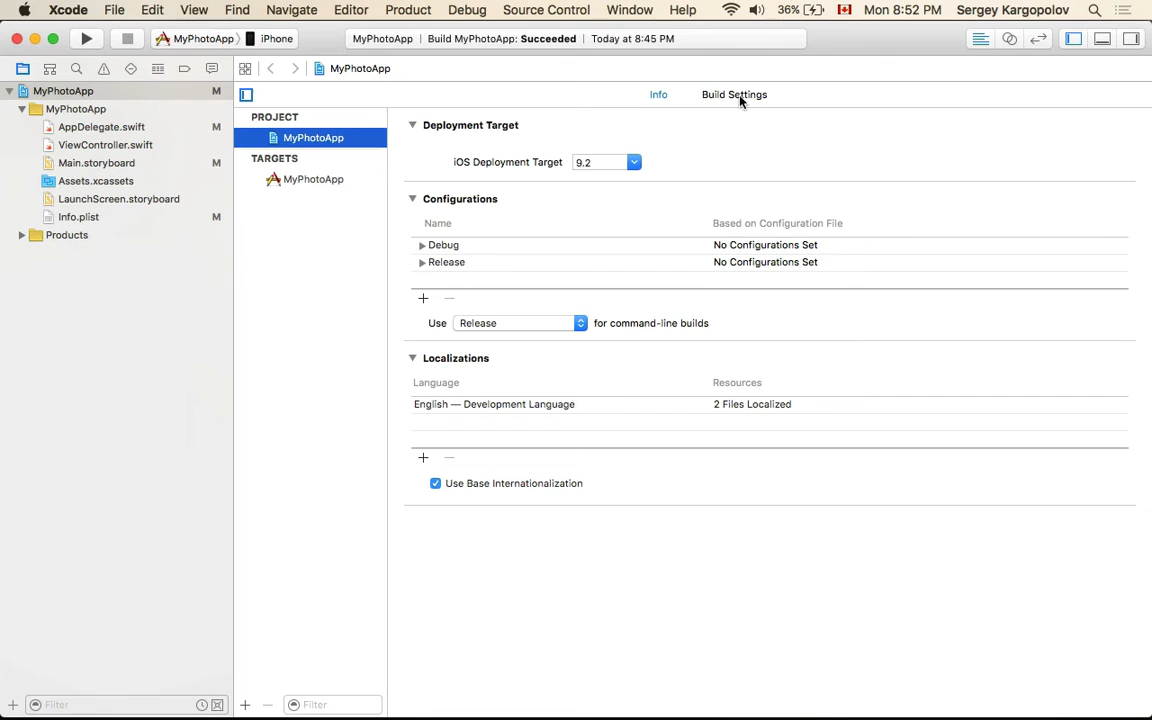 Xcode File Edit View Find Navigate Editor Product Debug Source Control Window Help 36% Mon 8:52 PM Sergey Kargopolov
MyPhotoApp iPhone MyPhotoApp Build MyPhotoApp: Succeeded Today at 8:45 PM
MyPhotoApp
MyPhotoApp M
Info Build Settings
MyPhotoApp
AppDelegate.swift M
ViewController.swift
Main.storyboard M
Assets.xcassets
LaunchScreen.storyboard
Info.plist M
Products
PROJECT
MyPhotoApp
TARGETS
MyPhotoApp
Deployment Target
iOS Deployment Target 9.2
Configurations
Name Based on Configuration File
Debug No Configurations Set
Release No Configurations Set
Use Release for command-line builds
Localizations
Language Resources
English — Development Language 2 Files Localized
Use Base Internationalization
Filter
Filter